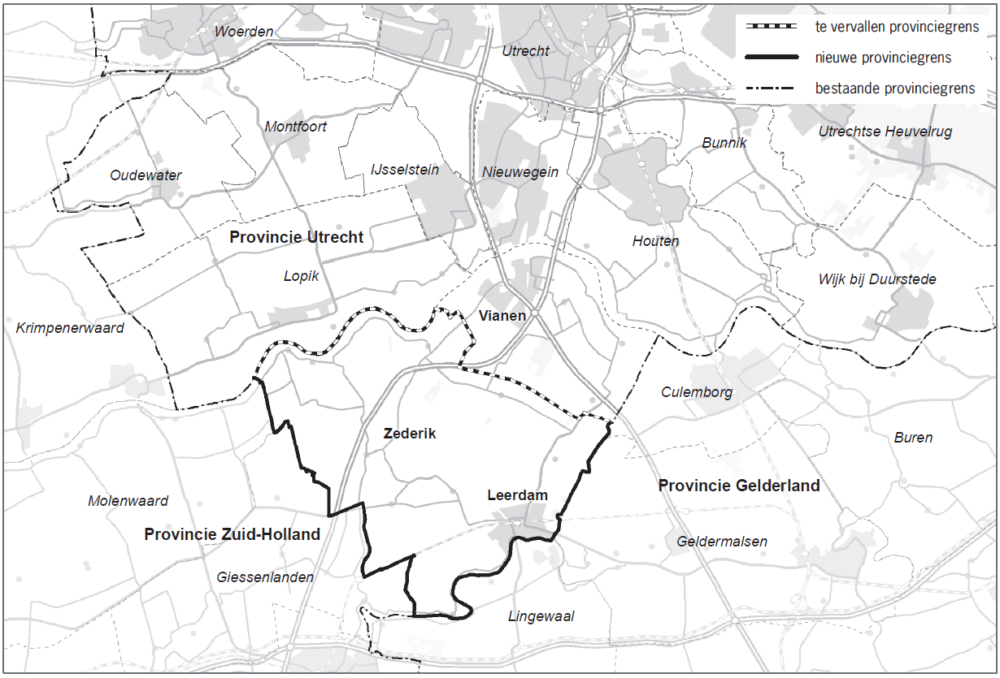 te vervallen provinciegrens
nieuwe provinciegrens
bestaande provinciegrens
Woerden
Utrecht
Montfoort
Utrechtse Heuvelrug
Bunnik
Oudewater
IJsselstein
Nieuwegein
Provincie Utrecht
Houten
Lopik
Wijk bij Duurstede
Vianen
Krimpenerwaard
Culemborg
Zederik
Buren
Provincie Gelderland
Leerdam
Molenwaard
Provincie Zuid-Holland
Geldermalsen
Giessenlanden
Lingewaal